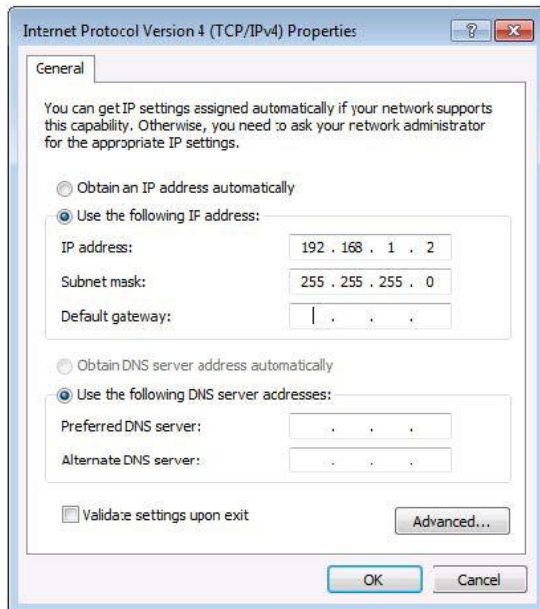 Internet Protocol Version 4 (TCP/IPv4) Properties
General
You can get IP settings assigned automatically if your network supports
this capability. Otherwise, you need to ask your network administrator
for the appropriate IP settings.
Obtain an IP address automatically
Use the following IP address:
IP address: 192 . 168 . 1 . 2
Subnet mask: 255 . 255 . 255 . 0
Default gateway: . . .
Obtain DNS server address automatically
Use the following DNS server addresses:
Preferred DNS server: . . .
Alternate DNS server: . . .
Validate settings upon exit
Advanced...
OK Cancel